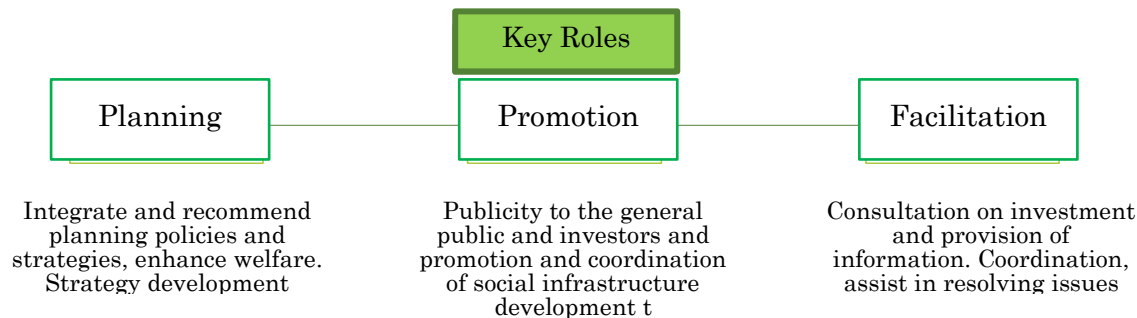 Key Roles
Planning
Promotion
Facilitation
Integrate and recommend
planning policies and
strategies, enhance welfare.
Strategy development
Publicity to the general
public and investors and
promotion and coordination
of social infrastructure
development t
Consultation on investment
and provision of
information. Coordination,
assist in resolving issues